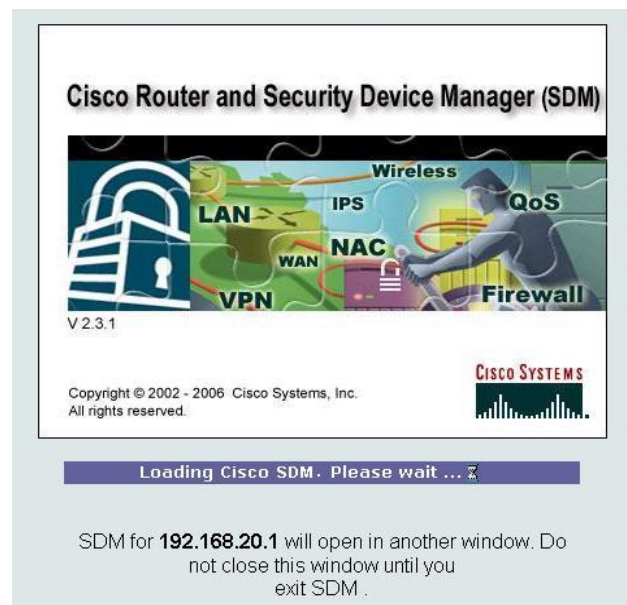 Cisco Router and Security Device Manager (SDM)
Wireless
LAN IPS QoS
WAN NAC
VPN Firewall
V 2.3.1
CISCO SYSTEMS
Copyright © 2002 - 2006 Cisco Systems, Inc.
All rights reserved.
Loading Cisco SDM. Please wait ...
SDM for 192.168.20.1 will open in another window. Do
not close this window until you
exit SDM .